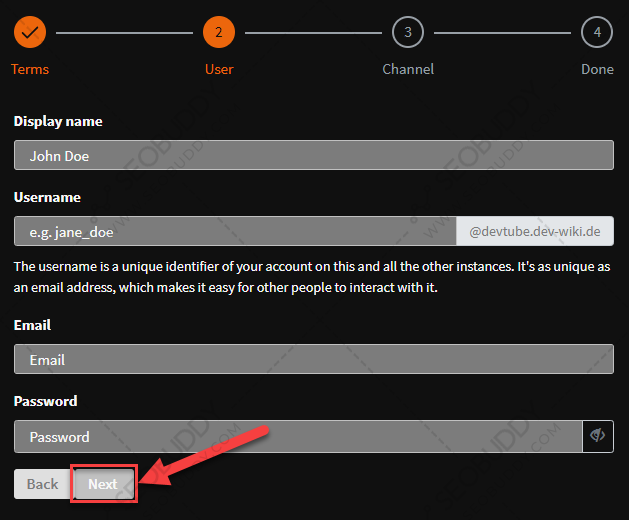 2 3 4
Terms User Channel Done
Display name
John Doe
Username
e.g. jane_doe @devtube.dev-wiki.de
The username is a unique identifier of your account on this and all the other instances. It's as unique as
an email address, which makes it easy for other people to interact with it.
Email
Email
Password
Password
Back Next